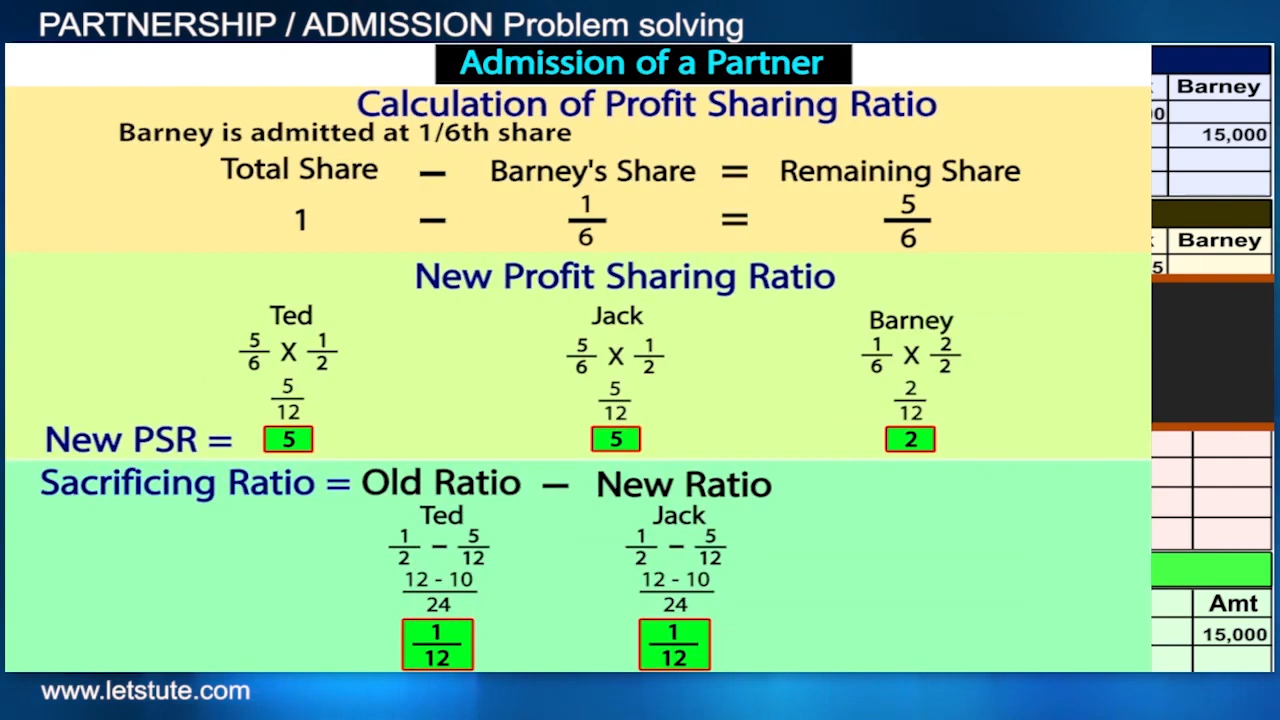 PARTNERSHIP / ADMISSION Problem solving
Admission of a Partner
Calculation of Profit Sharing Ratio
Barney is admitted at 1/6th share
Total Share – Barney's Share = Remaining Share
1 – 1/6 = 5/6
New Profit Sharing Ratio
Ted Jack Barney
5/6 X 1/2 5/6 X 1/2 1/6 X 2/2
5/12 5/12 2/12
New PSR = 5 5 2
Sacrificing Ratio = Old Ratio – New Ratio
Ted Jack
1/2 – 5/12 1/2 – 5/12
12 - 10/24 12 - 10/24
1/12 1/12
Barney
0
15,000
Barney
5
Amt
15,000
www.letstute.com